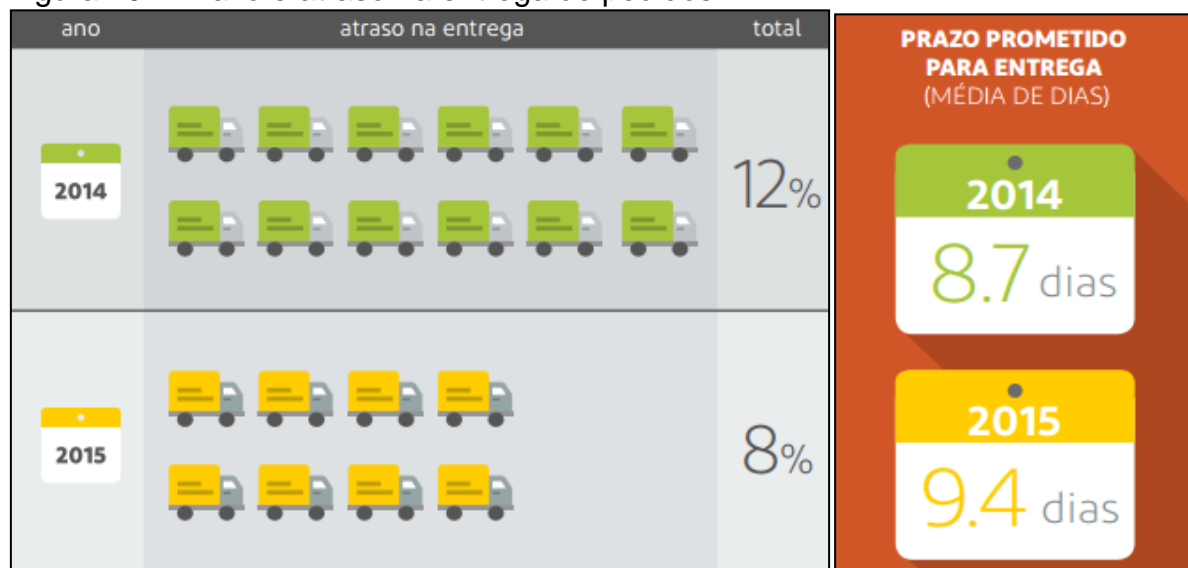 ano atraso na entrega total
2014
12%
2015
8%
PRAZO PROMETIDO
PARA ENTREGA
(MÉDIA DE DIAS)
2014
8.7 dias
2015
9.4 dias